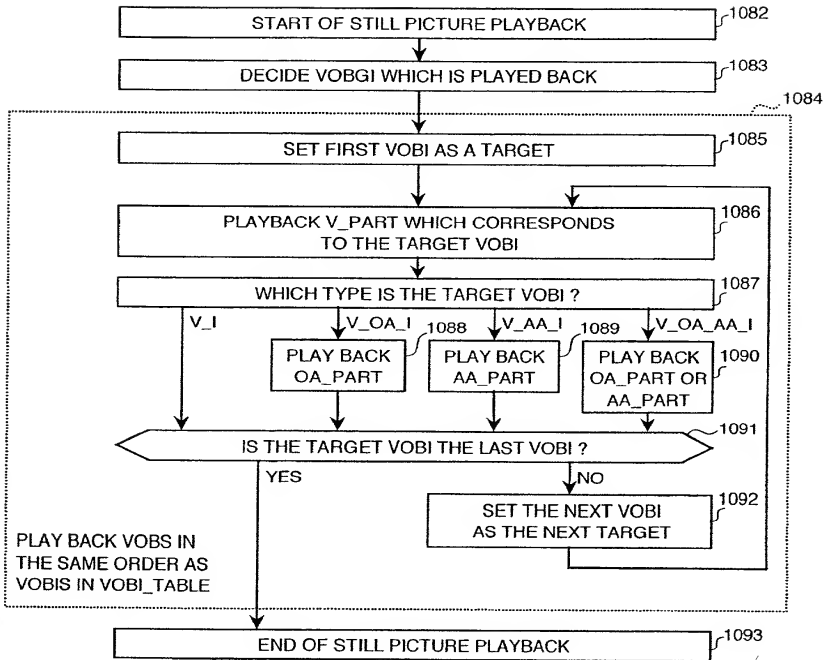 START OF STILL PICTURE PLAYBACK
1082
DECIDE VOBGI WHICH IS PLAYED BACK
1083
1084
SET FIRST VOBI AS A TARGET
1085
PLAYBACK V_PART WHICH CORRESPONDS
TO THE TARGET VOBI
1086
WHICH TYPE IS THE TARGET VOBI ?
1087
V_I
V_OA_I
1088
V_AA_I
1089
V_OA_AA_I
PLAY BACK
OA_PART
PLAY BACK
AA_PART
PLAY BACK
OA_PART OR
AA_PART
1090
IS THE TARGET VOBI THE LAST VOBI ?
1091
YES
NO
SET THE NEXT VOBI
AS THE NEXT TARGET
1092
PLAY BACK VOBS IN
THE SAME ORDER AS
VOBIS IN VOBI_TABLE
END OF STILL PICTURE PLAYBACK
1093